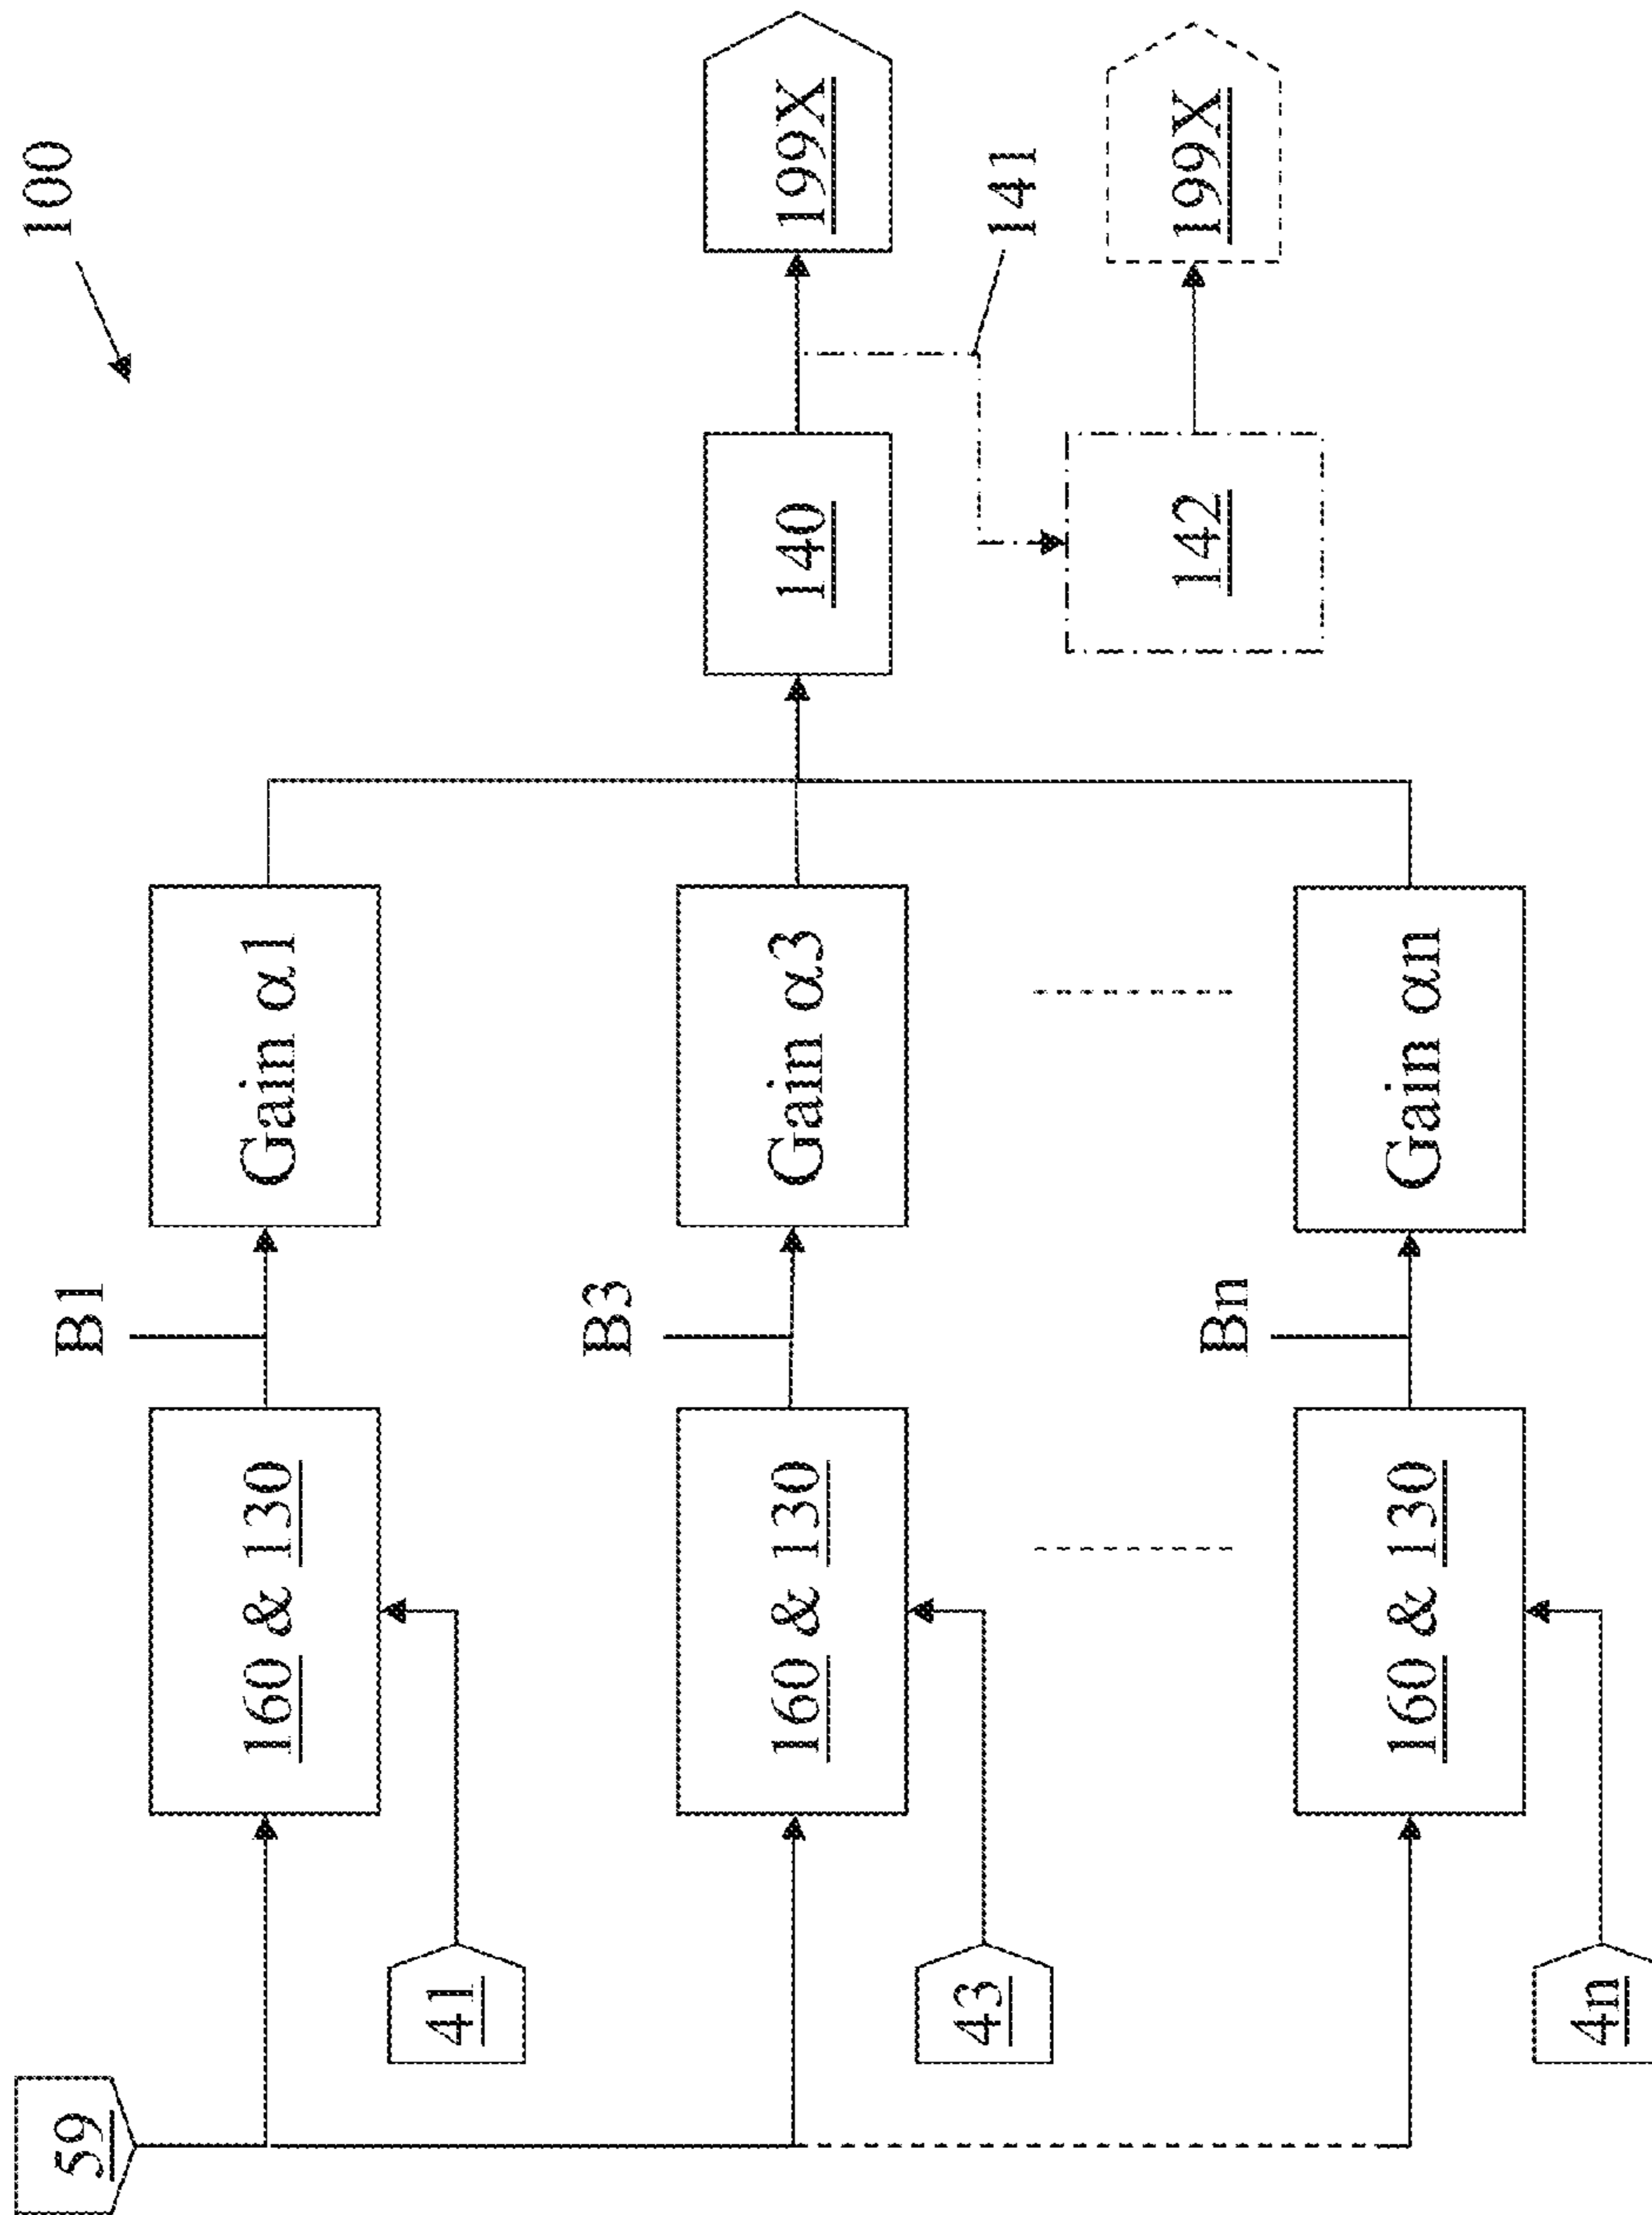 100
59
160 & 130
B1
Gain α1
41
160 & 130
B3
Gain α3
140
199X
43
141
160 & 130
Bn
Gain αn
142
199X
4n